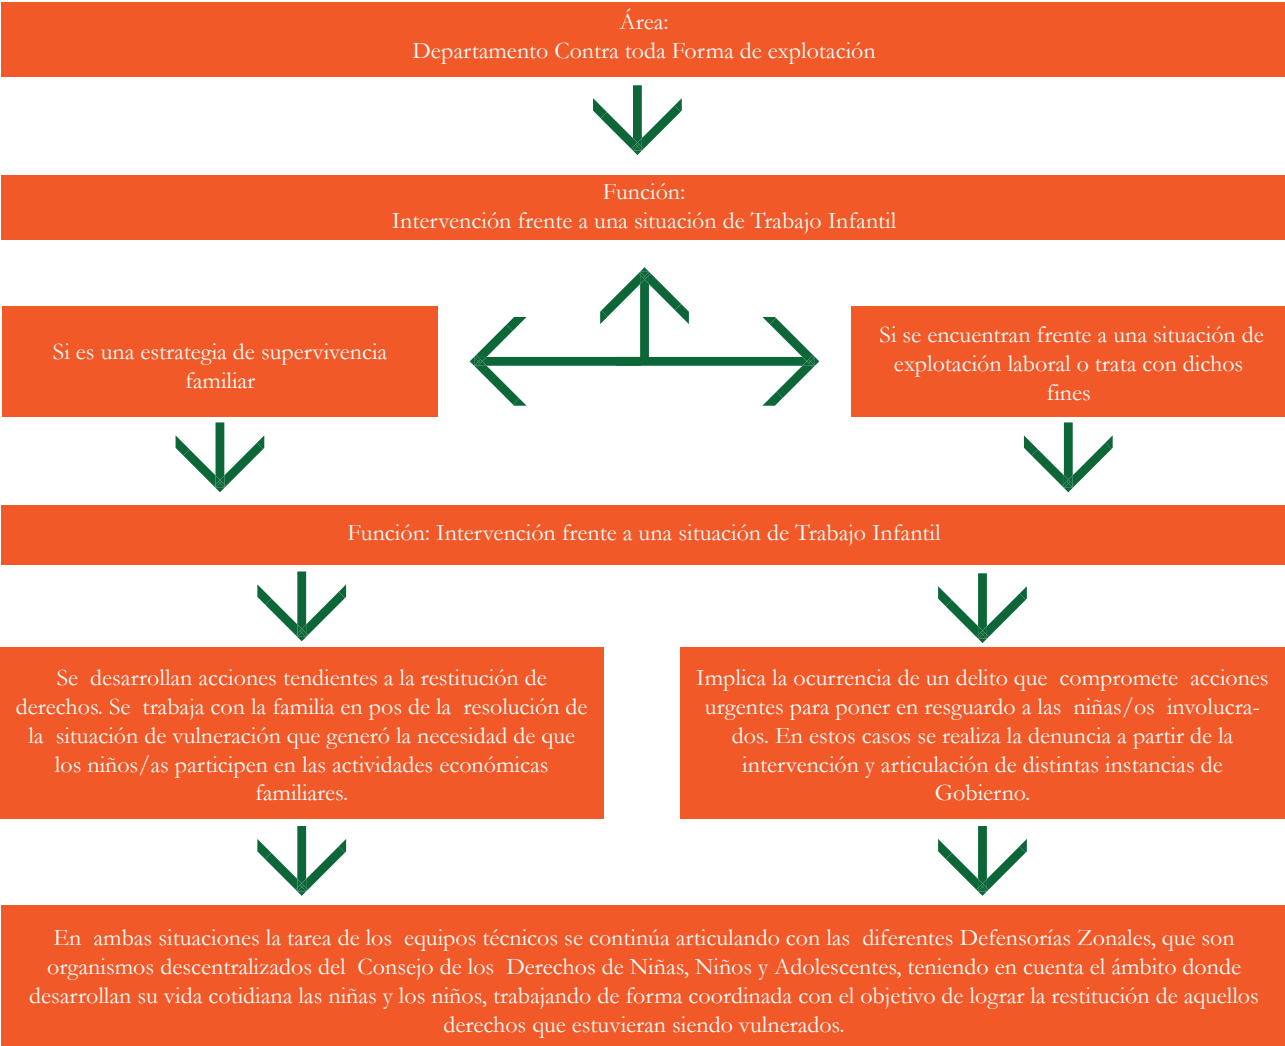 Área:
Departamento Contra toda Forma de explotación
Función:
Intervención frente a una situación de Trabajo Infantil
Si es una estrategia de supervivencia
familiar
Si se encuentran frente a una situación de
explotación laboral o trata con dichos
fines
Función: Intervención frente a una situación de Trabajo Infantil
Se desarrollan acciones tendientes a la restitución de
derechos. Se trabaja con la familia en pos de la resolución de
la situación de vulneración que generó la necesidad de que
los niños/as participen en las actividades económicas
familiares.
Implica la ocurrencia de un delito que compromete acciones
urgentes para poner en resguardo a las niñas/os involucra-
dos. En estos casos se realiza la denuncia a partir de la
intervención y articulación de distintas instancias de
Gobierno.
En ambas situaciones la tarea de los equipos técnicos se continúa articulando con las diferentes Defensorías Zonales, que son
organismos descentralizados del Consejo de los Derechos de Niñas, Niños y Adolescentes, teniendo en cuenta el ámbito donde
desarrollan su vida cotidiana las niñas y los niños, trabajando de forma coordinada con el objetivo de lograr la restitución de aquellos
derechos que estuvieran siendo vulnerados.